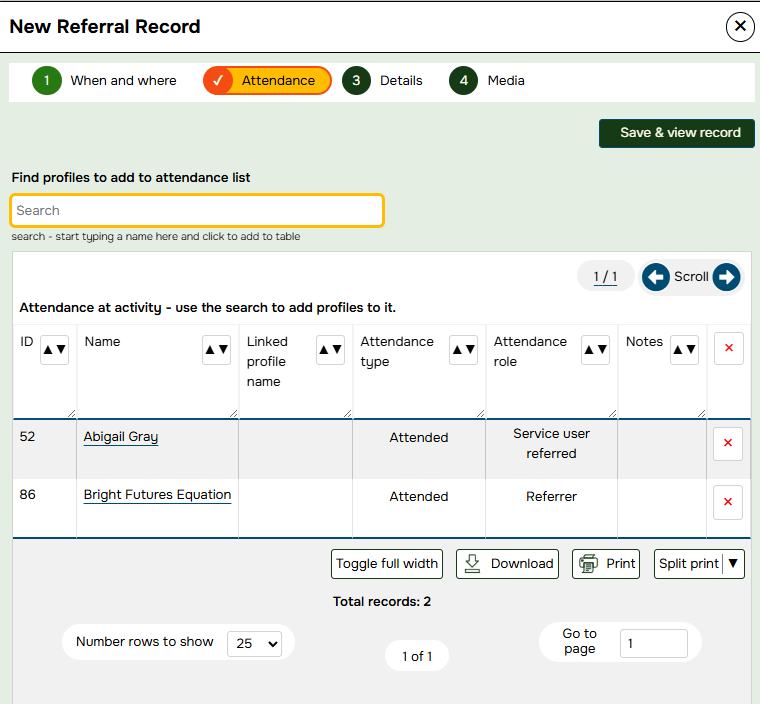 New Referral Record
1 When and where ✓ Attendance 3 Details 4 Media
Save & view record
Find profiles to add to attendance list
Search
search - start typing a name here and click to add to table
1 / 1 Scroll
Attendance at activity - use the search to add profiles to it.
ID ▲▼ Name ▲▼ Linked profile name ▲▼ Attendance type ▲▼ Attendance role ▲▼ Notes ▲▼ ×
52 Abigail Gray Attended Service user referred ×
86 Bright Futures Equation Attended Referrer ×
Toggle full width Download Print Split print ▼
Total records: 2
Number rows to show 25 1 of 1 Go to page 1